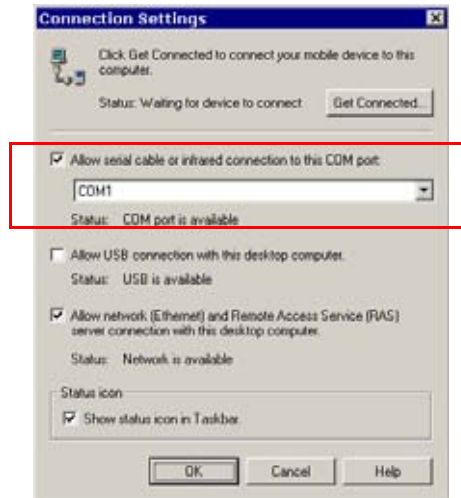 Connection Settings
Click Get Connected to connect your mobile device to this
computer.
Status: Waiting for device to connect
Get Connected...
Allow serial cable or infrared connection to this COM port:
COM1
Status: COM port is available
Allow USB connection with this desktop computer.
Status: USB is available
Allow network (Ethernet) and Remote Access Service (RAS)
server connection with this desktop computer.
Status: Network is available
Status icon
Show status icon in Taskbar.
OK
Cancel
Help